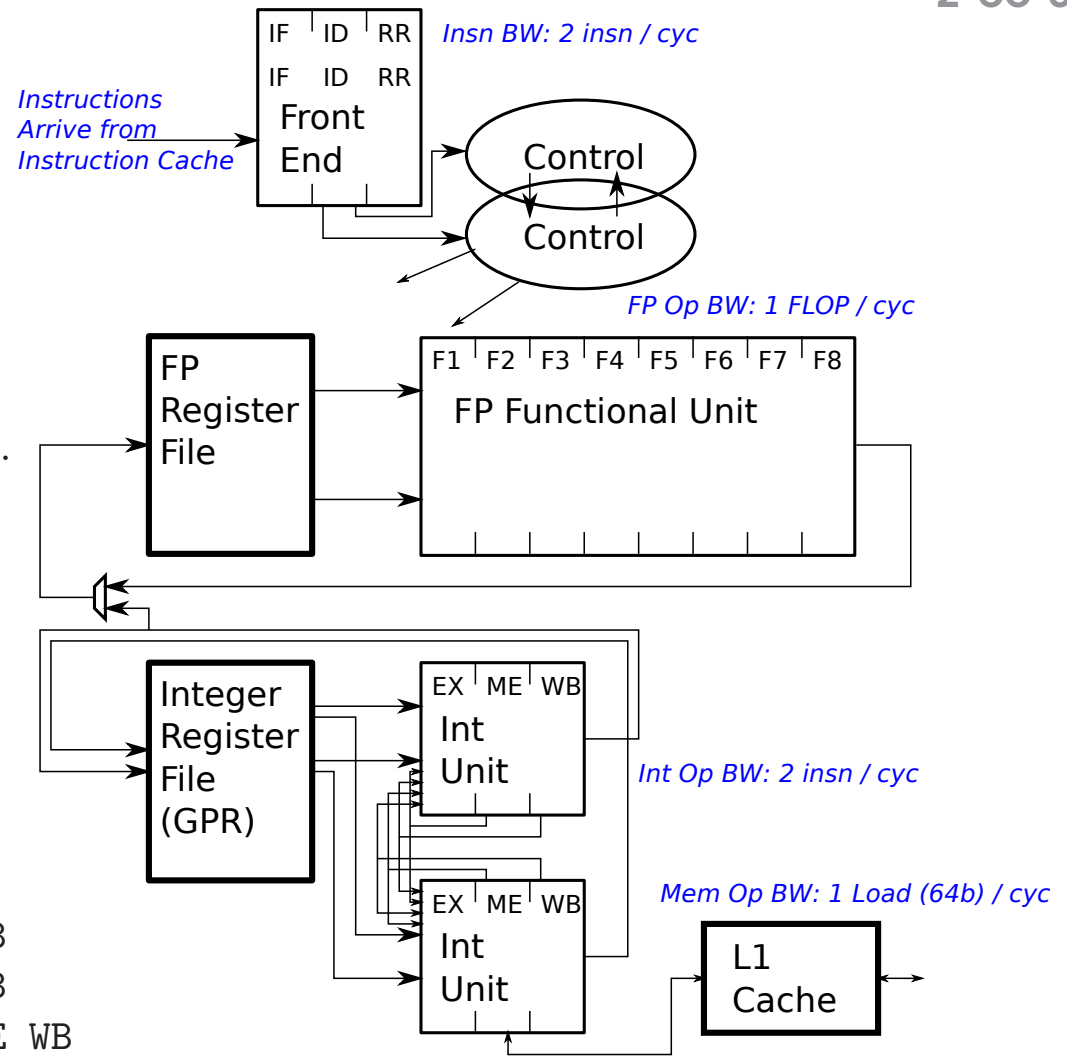 IF ID RR
Insn BW: 2 insn / cyc
IF ID RR
Front
End
Instructions
Arrive from
Instruction Cache
Control
Control
FP Op BW: 1 FLOP / cyc
FP
Register
File
F1 F2 F3 F4 F5 F6 F7 F8
FP Functional Unit
.
Integer
Register
File
(GPR)
EX ME WB
Int
Unit
Int Op BW: 2 insn / cyc
EX ME WB
Int
Unit
Mem Op BW: 1 Load (64b) / cyc
L1
Cache
WB